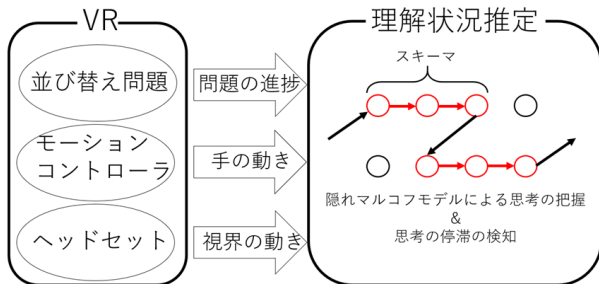 VR
並び替え問題
モーション
コントローラ
ヘッドセット
問題の進捗
手の動き
視界の動き
理解状況推定
スキーマ
隠れマルコフモデルによる思考の把握
&
思考の停滞の検知